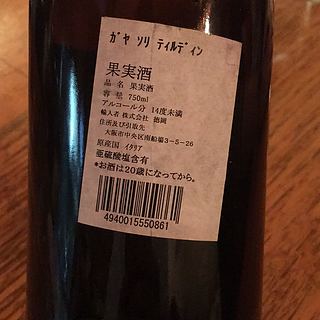 ｶﾞﾔ ｿﾘ ﾃｨﾙﾃﾞｨﾝ
果実酒
品 名 果実酒
容 量 750ml
アルコール分 14度未満
輸入者 株式会社 徳岡
住所及び引取先
大阪市中央区南船場3-5-26
原産国 ｲﾀﾘｱ
亜硫酸塩含有
*お酒は20歳になってから。
4940015550861